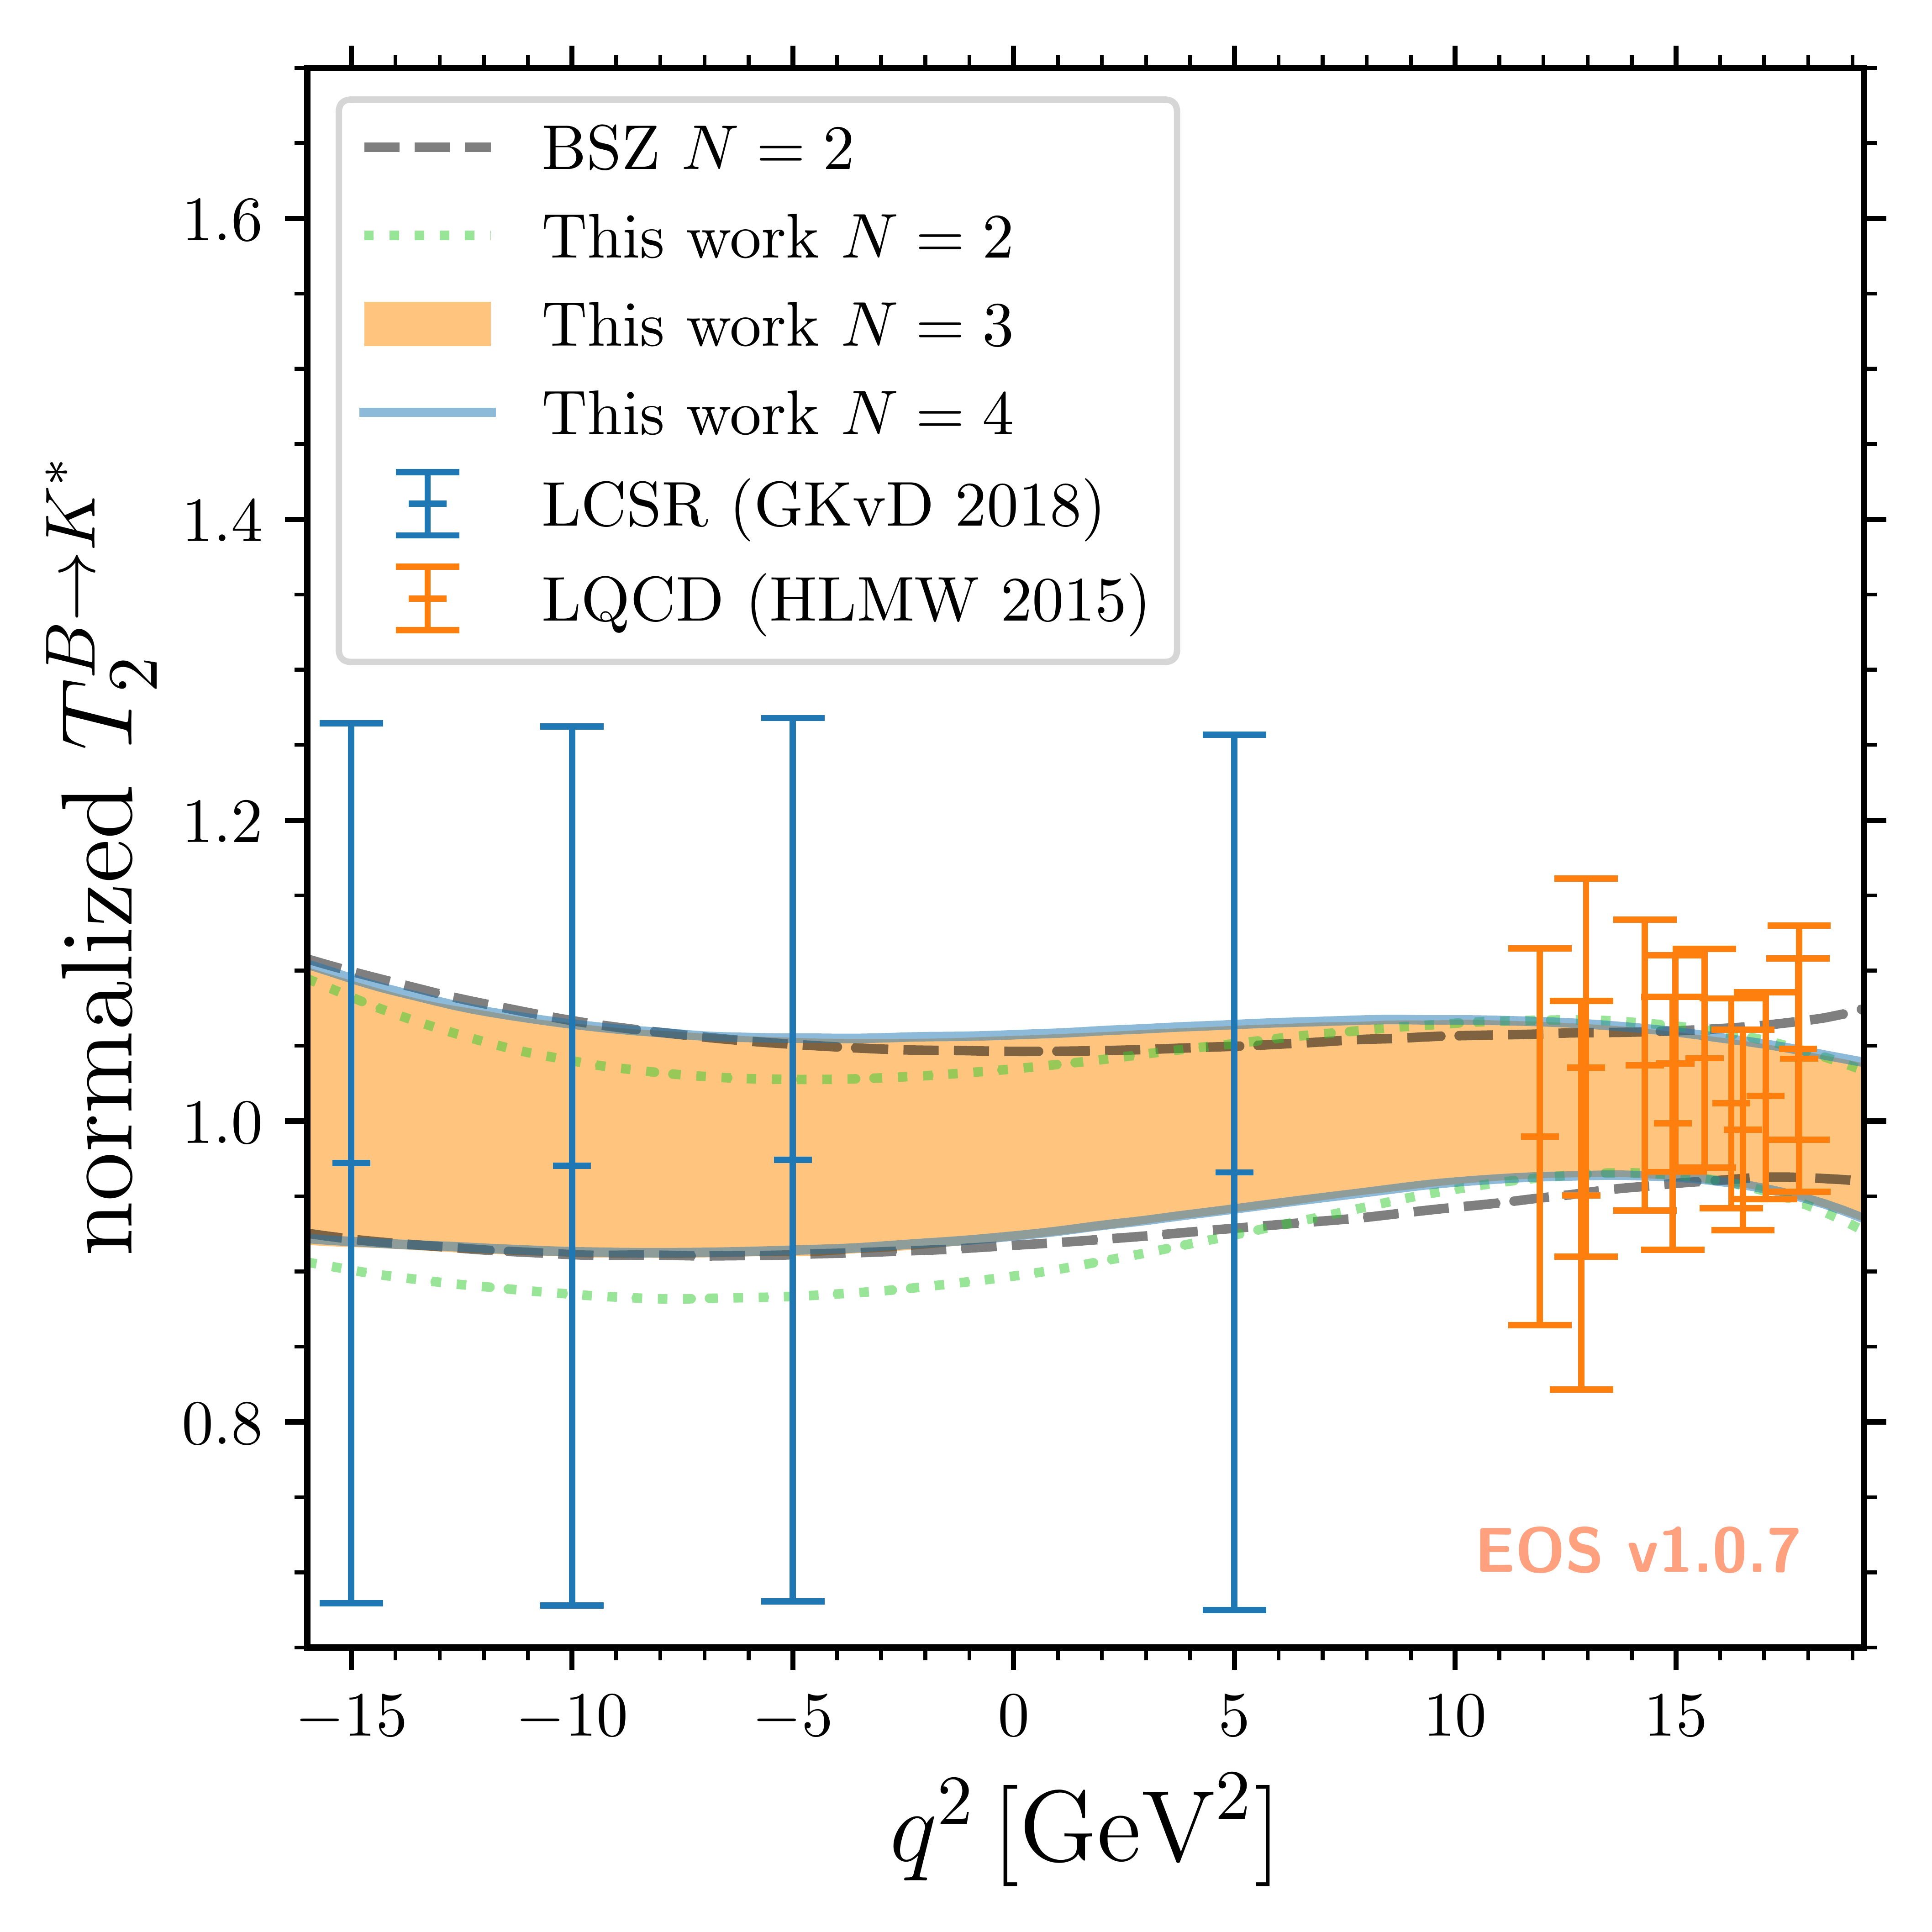 BSZ N = 2
This work N = 2
This work N = 3
This work N = 4
LCSR (GKvD 2018)
LQCD (HLMW 2015)
normalized T₂^{B→K*}
1.6
1.4
1.2
1.0
0.8
EOS v1.0.7
−15 −10 −5 0 5 10 15
q² [GeV²]